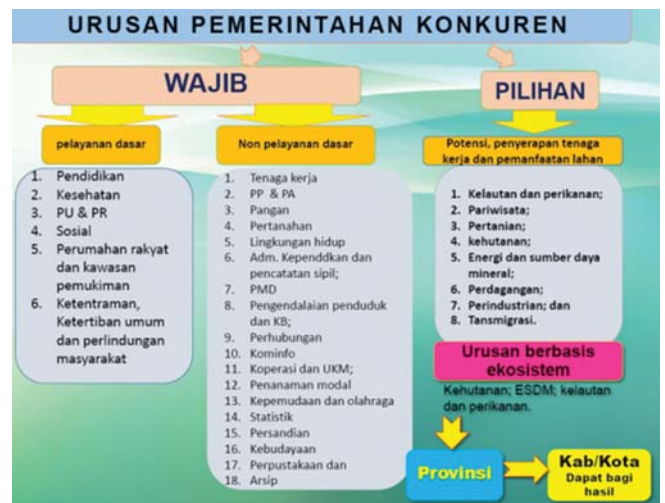 URUSAN PEMERINTAHAN KONKUREN
WAJIB
PILIHAN
pelayanan dasar
Non pelayanan dasar
Potensi, penyerapan tenaga
kerja dan pemanfaatan lahan
1. Pendidikan
2. Kesehatan
3. PU & PR
4. Sosial
5. Perumahan rakyat
dan kawasan
pemukiman
6. Ketentraman,
Ketertiban umum
dan perlindungan
masyarakat
1. Tenaga kerja
2. PP & PA
3. Pangan
4. Pertanahan
5. Lingkungan hidup
6. Adm. Kependdkan dan
pencatatan sipil;
7. PMD
8. Pengendalaian penduduk
dan KB;
9. Perhubungan
10. Kominfo
11. Koperasi dan UKM;
12. Penanaman modal
13. Kepemudaan dan olahraga
14. Statistik
15. Persandian
16. Kebudayaan
17. Perpustakaan dan
18. Arsip
1. Kelautan dan perikanan;
2. Pariwisata;
3. Pertanian;
4. kehutanan;
5. Energi dan sumber daya
mineral;
6. Perdagangan;
7. Perindustrian; dan
8. Tansmigrasi.
Urusan berbasis
ekosistem
Kehutanan; ESDM; kelautan
dan perikanan.
Provinsi
Kab/Kota
Dapat bagi
hasil